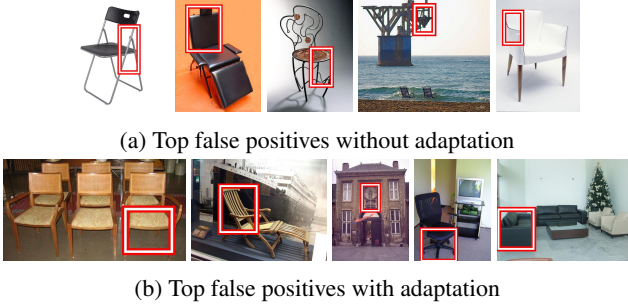 (a) Top false positives without adaptation
(b) Top false positives with adaptation